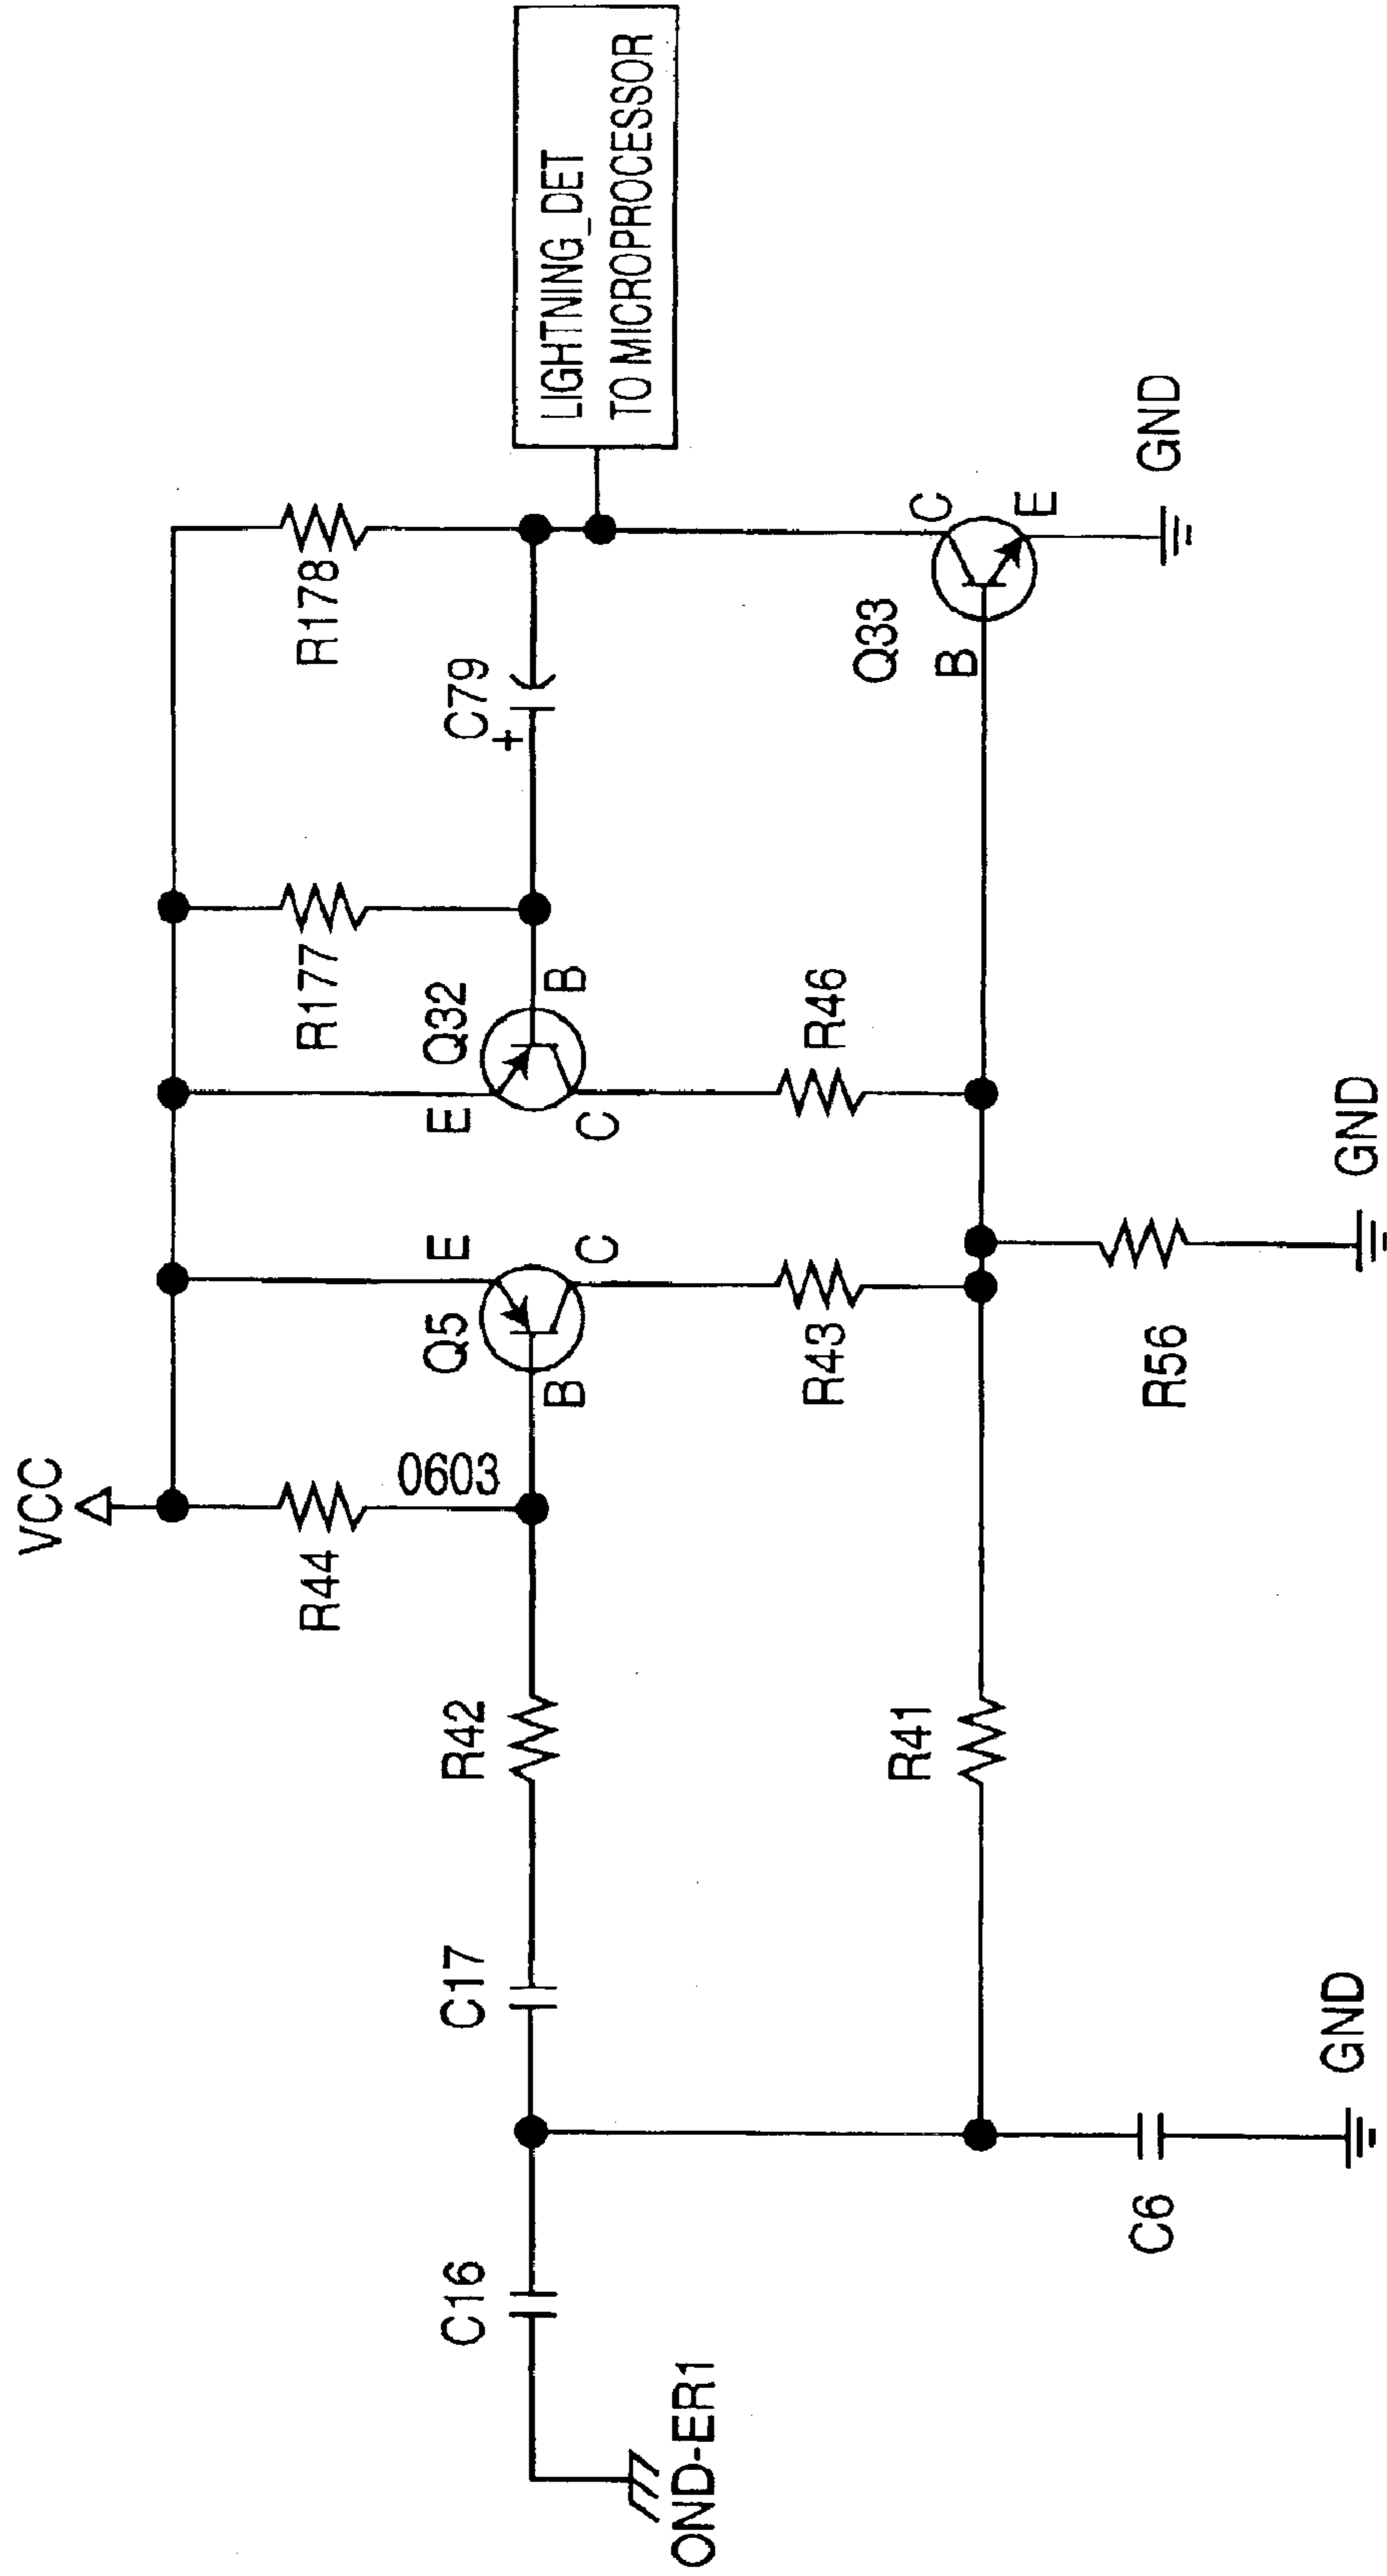 VCC
R44
0603
Q5
E
B
C
R177
Q32
E
B
C
R178
C79
+
LIGHTNING_DET
TO MICROPROCESSOR
C16
C17
R42
R43
R46
Q33
C
B
E
GND
OND-ER1
R41
R56
GND
C6
GND